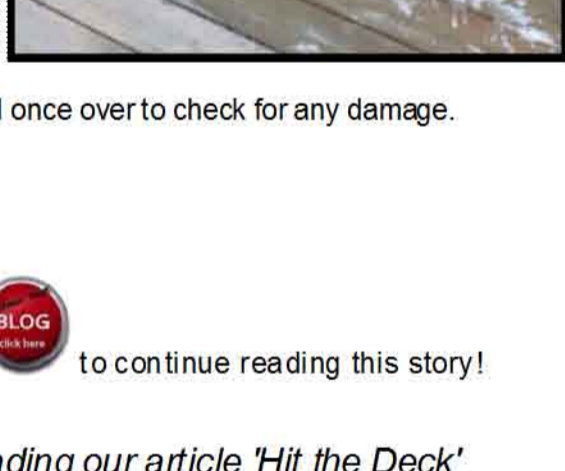 once over to check for any damage.
BLOG
click here
to continue reading this story!
our article 'Hit the Deck'